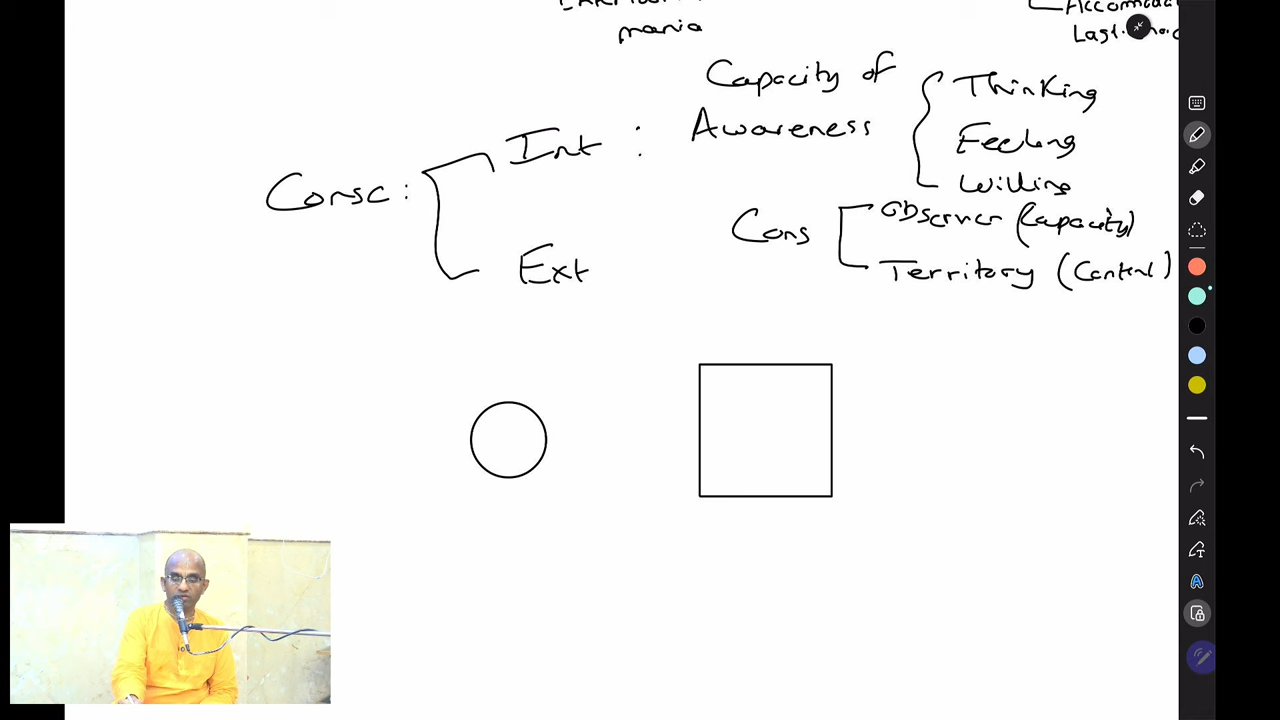 mania
Capacity of
Awareness
Thinking
Feeling
Willing
Consc :
Int :
Ext
Cons
Observer (Capacity)
Territory (Content)